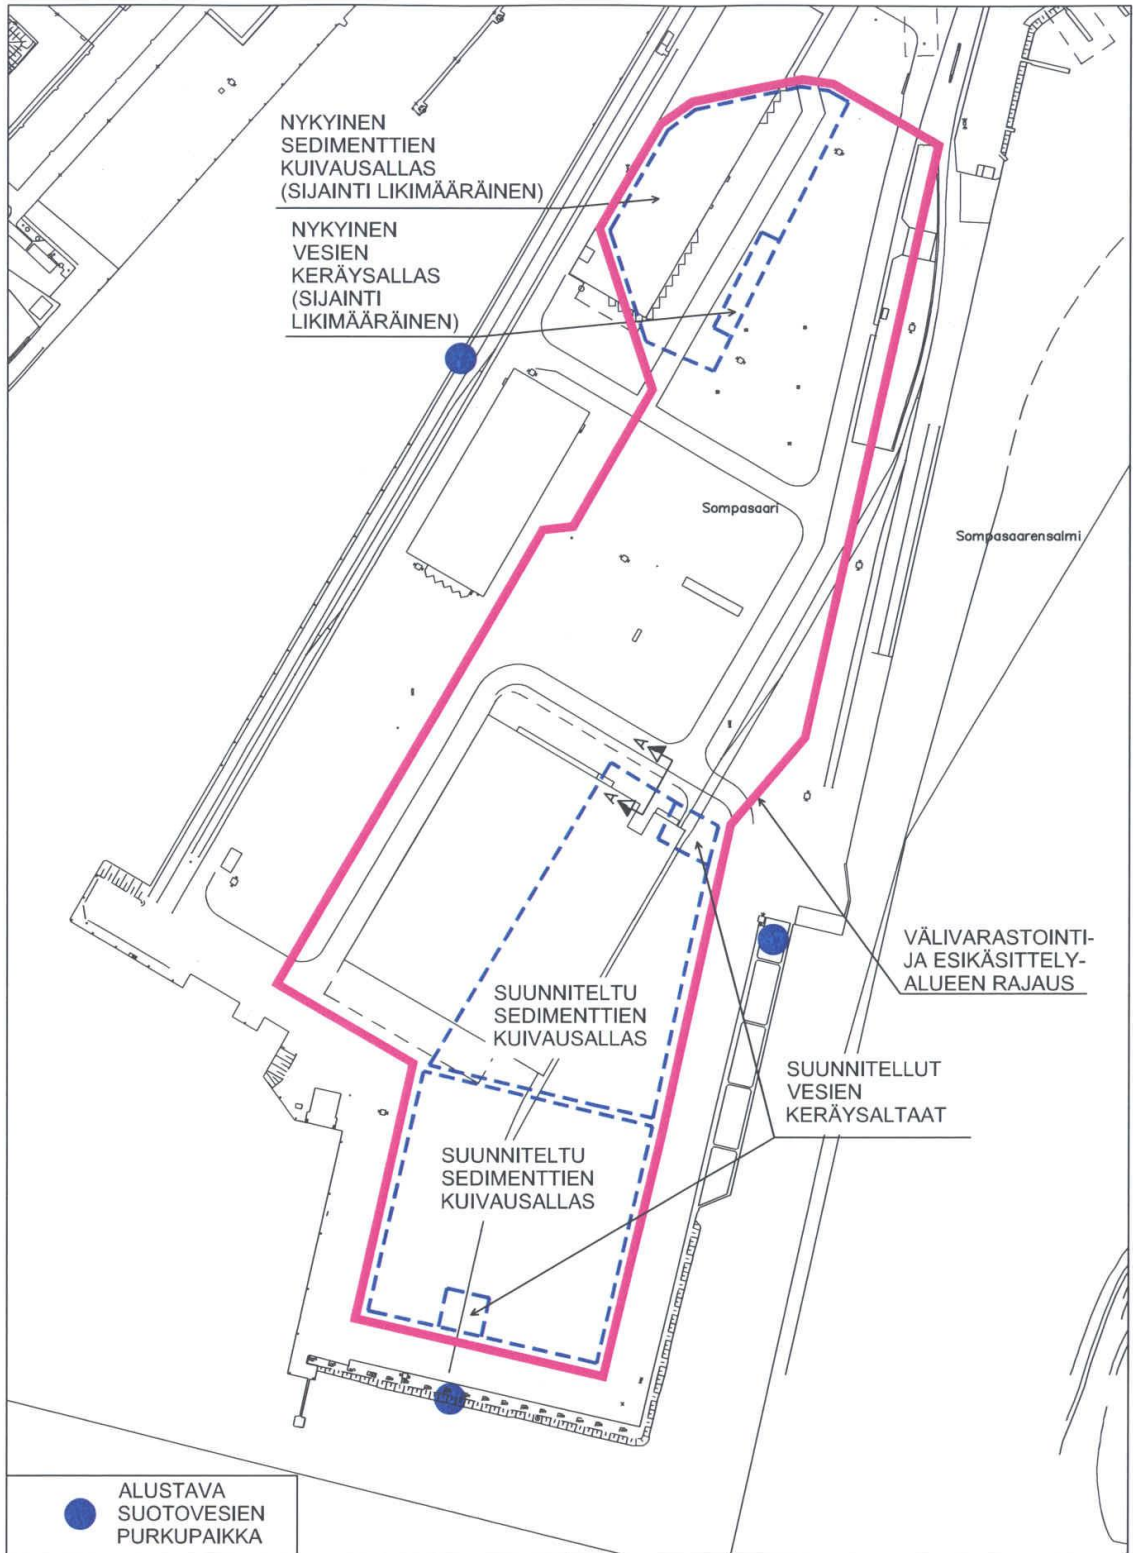 NYKYINEN
SEDIMENTTIEN
KUIVAUSALLAS
(SIJAINTI LIKIMÄÄRÄINEN)
NYKYINEN
VESIEN
KERÄYSALLAS
(SIJAINTI
LIKIMÄÄRÄINEN)
Sompasaari
Sompasaarensalmi
A
A
VÄLIVARASTOINTI-
JA ESIKÄSITTELY-
ALUEEN RAJAUS
SUUNNITELTU
SEDIMENTTIEN
KUIVAUSALLAS
SUUNNITELLUT
VESIEN
KERÄYSALTAAT
SUUNNITELTU
SEDIMENTTIEN
KUIVAUSALLAS
ALUSTAVA
SUOTOVESIEN
PURKUPAIKKA